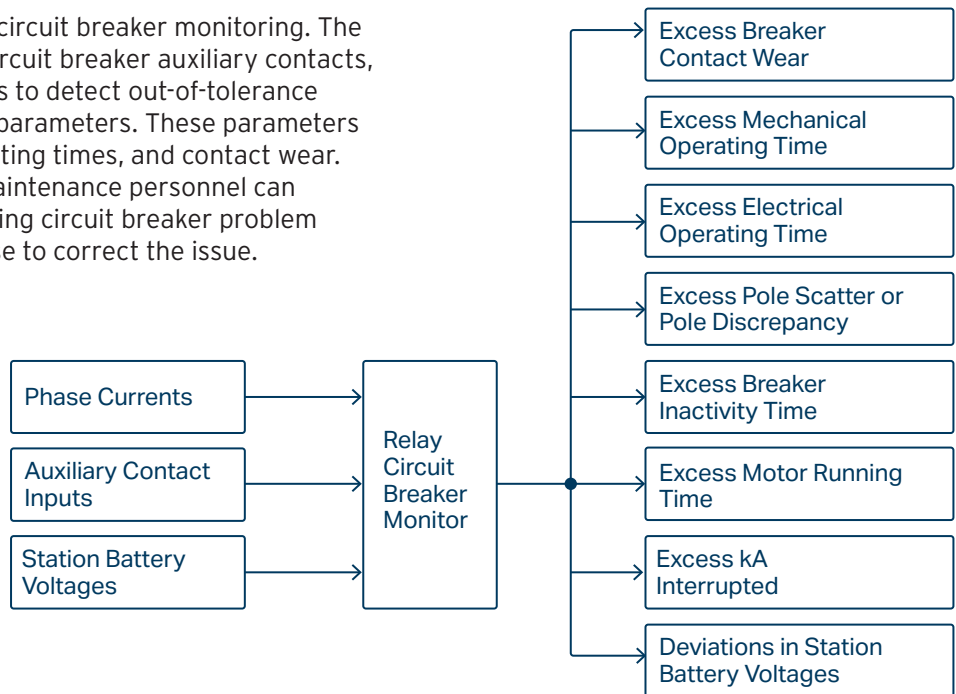 circuit breaker monitoring. The
circuit breaker auxiliary contacts,
s to detect out-of-tolerance
parameters. These parameters
ting times, and contact wear.
aintenance personnel can
ing circuit breaker problem
se to correct the issue.
Phase Currents
Auxiliary Contact
Inputs
Station Battery
Voltages
Relay
Circuit
Breaker
Monitor
Excess Breaker
Contact Wear
Excess Mechanical
Operating Time
Excess Electrical
Operating Time
Excess Pole Scatter or
Pole Discrepancy
Excess Breaker
Inactivity Time
Excess Motor Running
Time
Excess kA
Interrupted
Deviations in Station
Battery Voltages